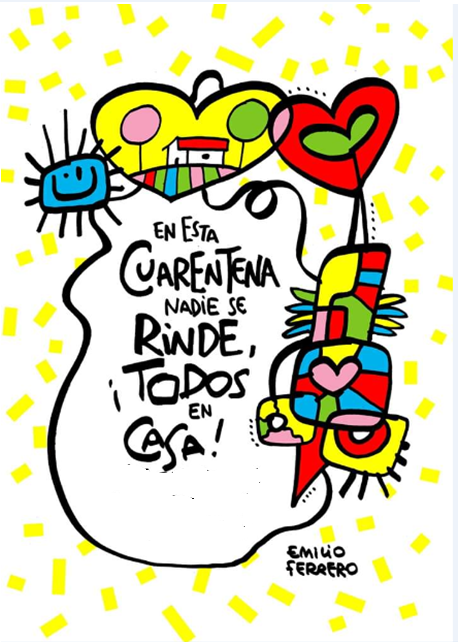 EN ESTA
CUARENTENA
NADIE SE
RINDE,
¡TODOS
EN
CASA!
EMILIO
FERRERO